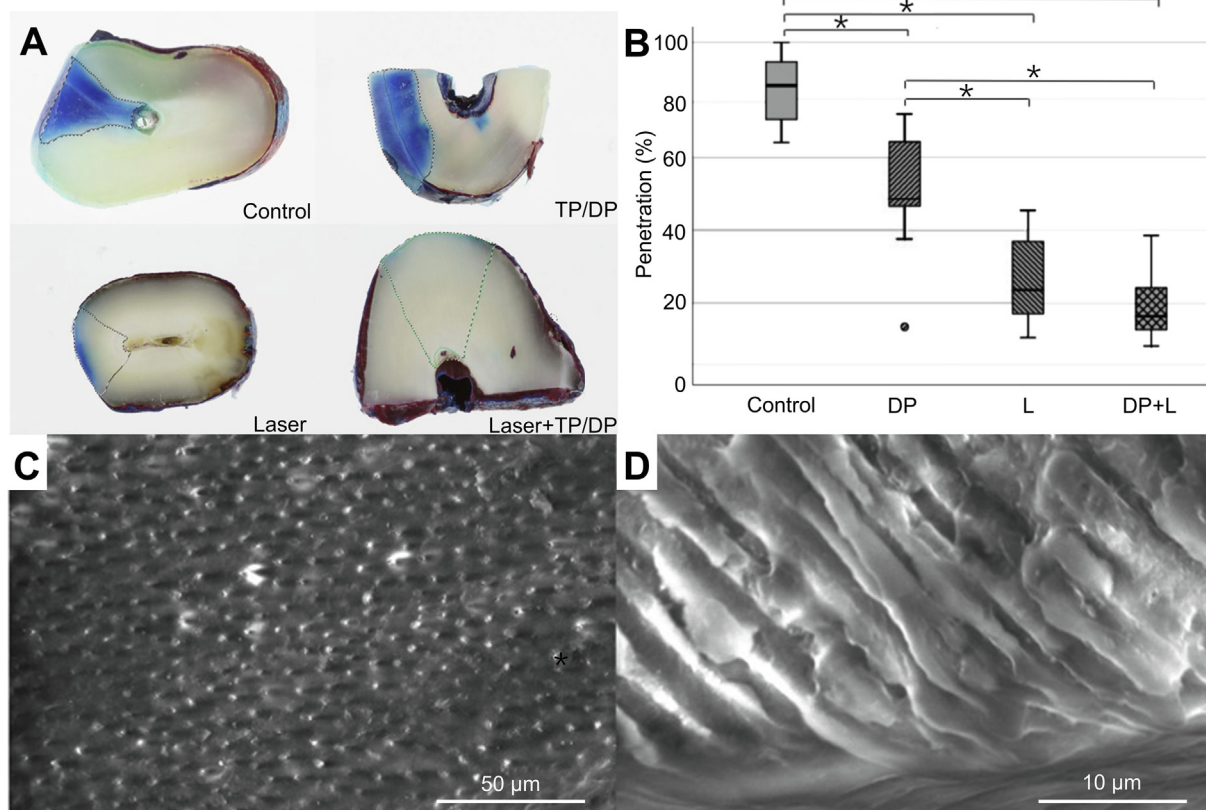 A
Control
TP/DP
Laser
Laser+TP/DP
B
*
*
*
*
Penetration (%)
100
80
60
40
20
0
Control
DP
L
DP+L
C
*
50 µm
D
10 µm